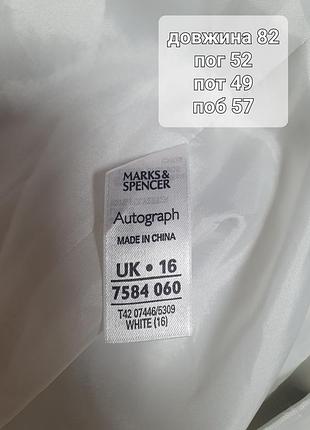 довжина 82
пог 52
пот 49
поб 57
MARKS&
SPENCER
Autograph
MADE IN CHINA
UK • 16
7584 060
T42 07446/5309
WHITE (16)